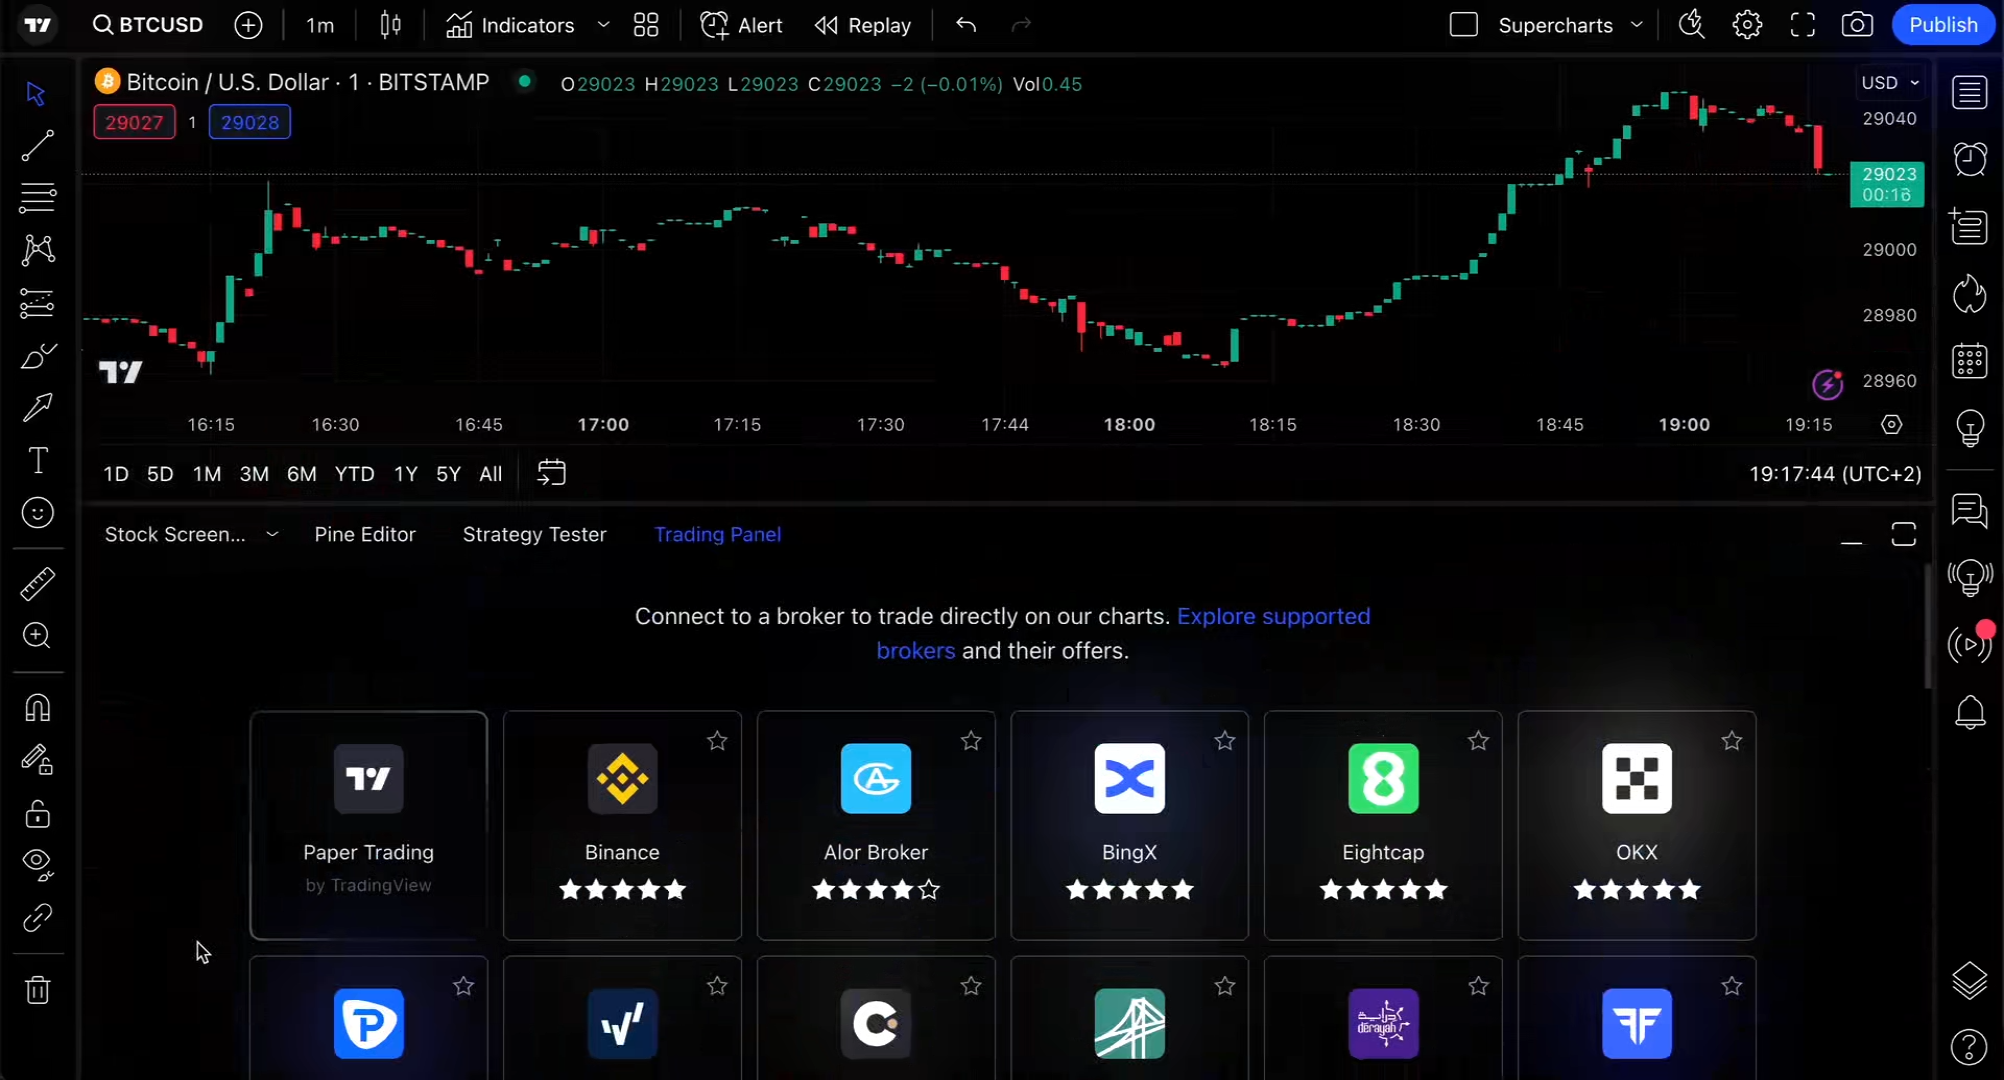 BTCUSD 1m Indicators Alert Replay Supercharts Publish
Bitcoin / U.S. Dollar · 1 · BITSTAMP O29023 H29023 L29023 C29023 −2 (−0.01%) Vol0.45 USD
29027 1 29028
29040
29023
00:16
29000
28980
28960
16:15 16:30 16:45 17:00 17:15 17:30 17:44 18:00 18:15 18:30 18:45 19:00 19:15
1D 5D 1M 3M 6M YTD 1Y 5Y All 19:17:44 (UTC+2)
Stock Screen... Pine Editor Strategy Tester Trading Panel
Connect to a broker to trade directly on our charts. Explore supported
brokers and their offers.
Paper Trading Binance Alor Broker BingX Eightcap OKX
by TradingView
دراية
derayah